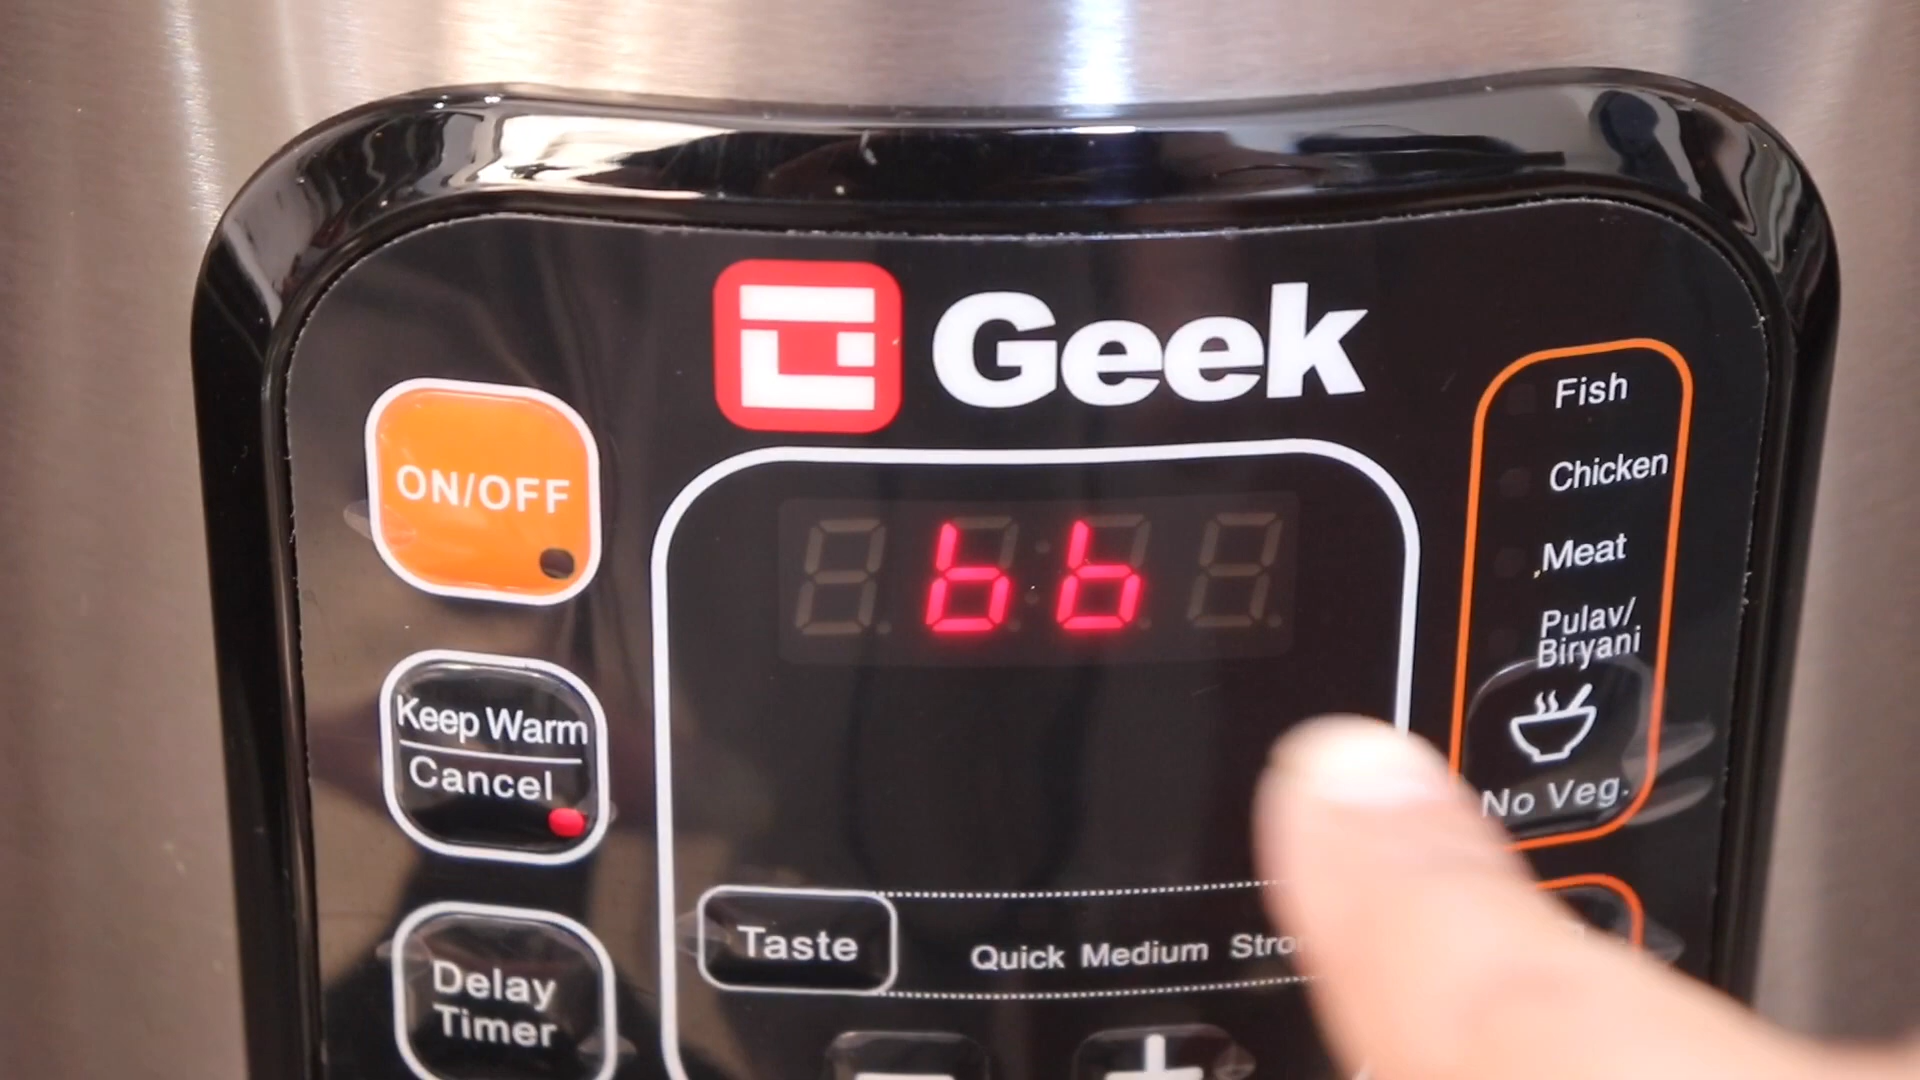 Geek
ON/OFF
bb
Fish
Chicken
Meat
Pulav/
Biryani
No Veg.
Keep Warm
Cancel
Taste
Quick Medium
Delay
Timer
+